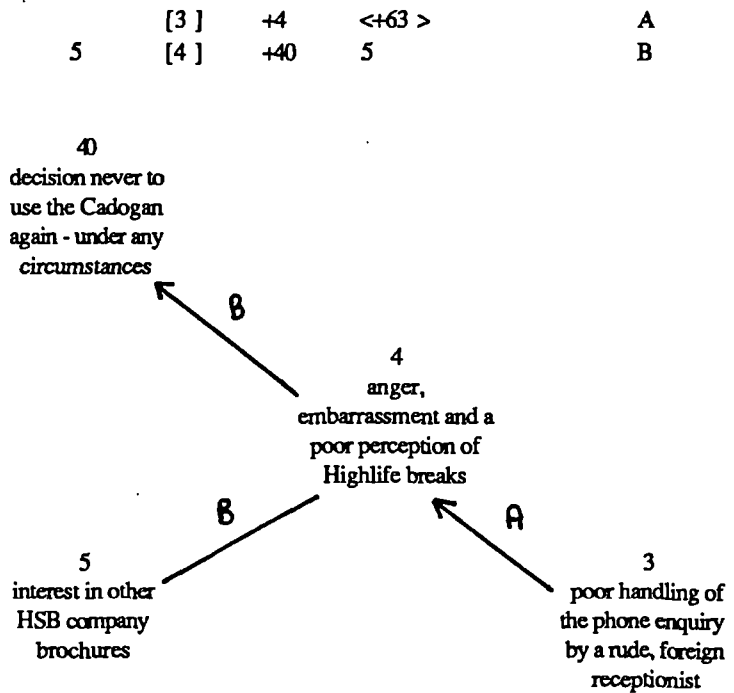 [3 ] +4 <+63 > A
5 [4 ] +40 5 B
40
decision never to
use the Cadogan
again - under any
circumstances
B
4
anger,
embarrassment and a
poor perception of
Highlife breaks
B
A
5
interest in other
HSB company
brochures
3
poor handling of
the phone enquiry
by a rude, foreign
receptionist